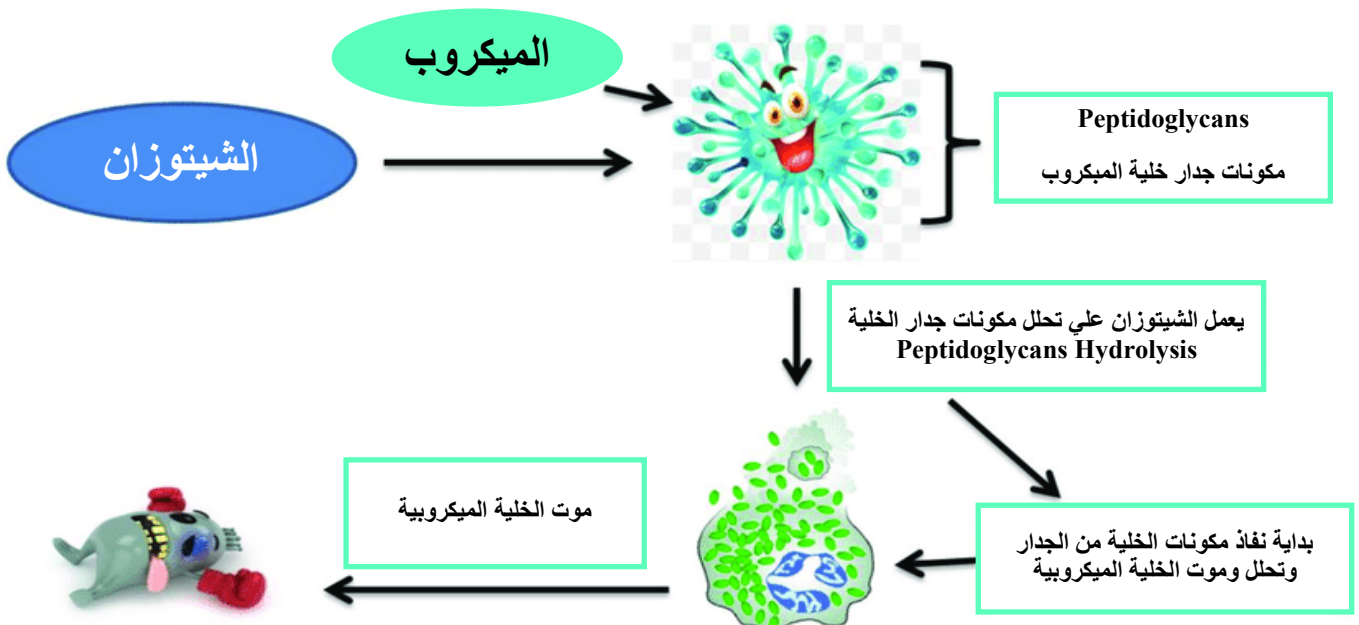 الميكروب
الشيتوزان
Peptidoglycans
مكونات جدار خلية المبكروب
يعمل الشيتوزان علي تحلل مكونات جدار الخلية
Peptidoglycans Hydrolysis
بداية نفاذ مكونات الخلية من الجدار
وتحلل وموت الخلية الميكروبية
موت الخلية الميكروبية